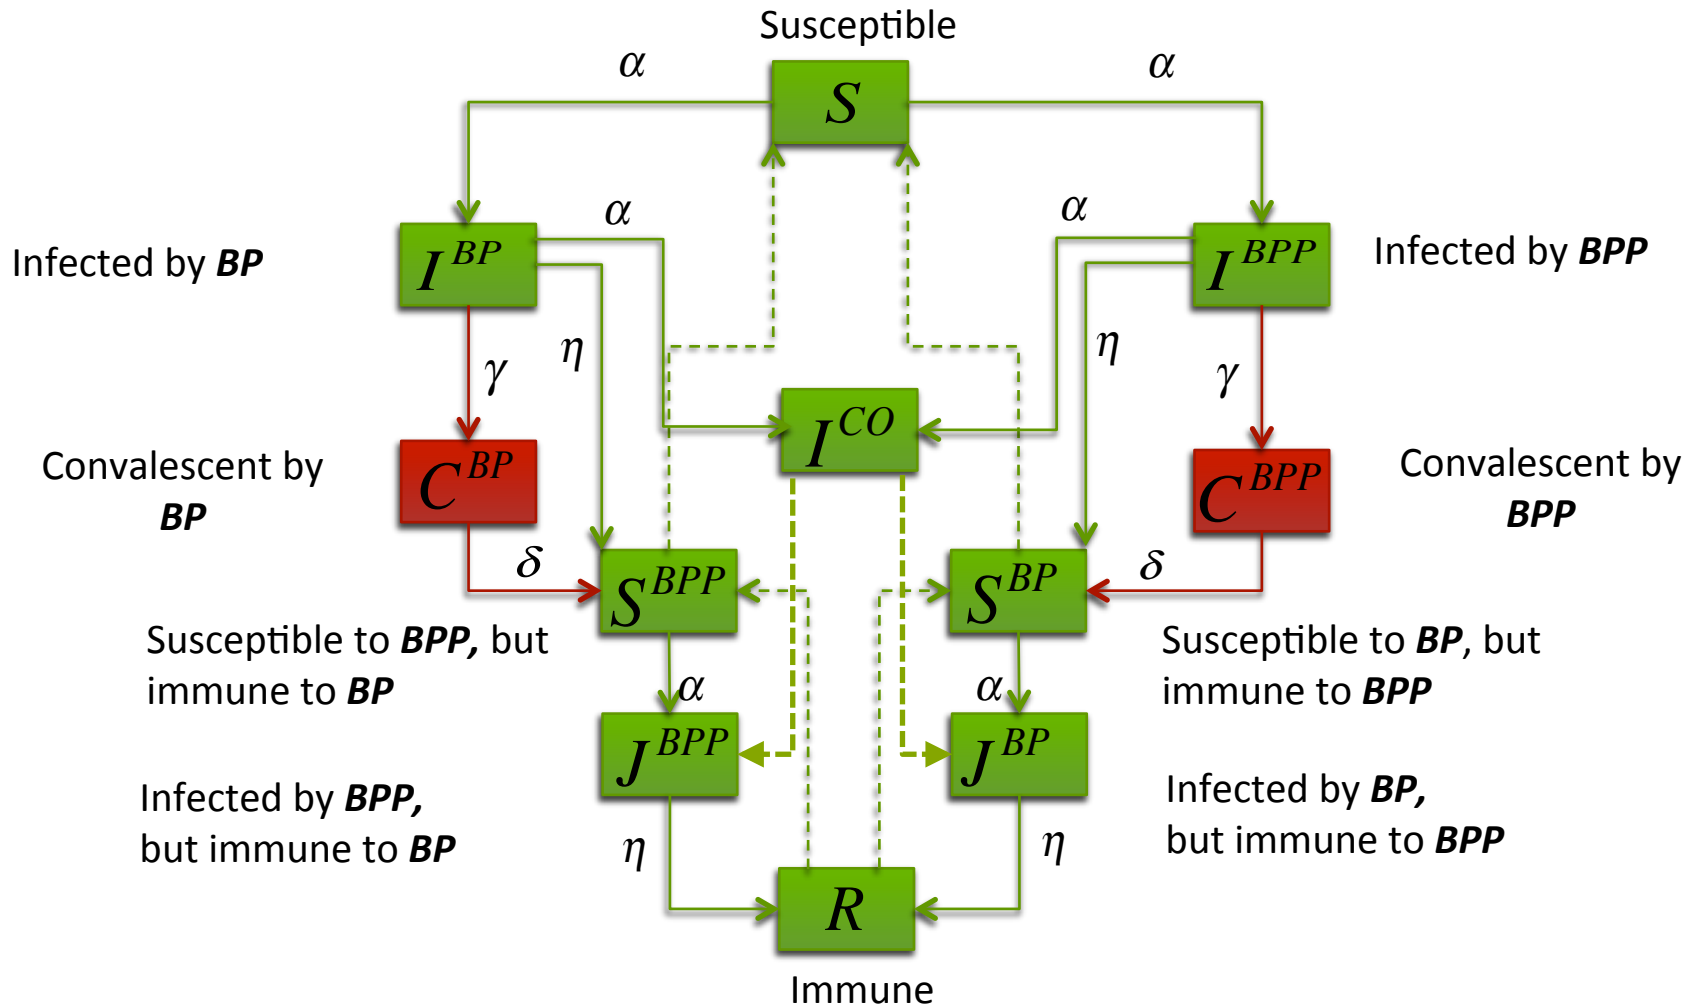 Susceptible
α
S
α
Infected by BP
I^BP
α
α
I^BPP
Infected by BPP
γ
η
η
γ
I^CO
Convalescent by
BP
C^BP
C^BPP
Convalescent by
BPP
δ
S^BPP
S^BP
δ
Susceptible to BPP, but
immune to BP
Susceptible to BP, but
immune to BPP
α
α
J^BPP
J^BP
Infected by BPP,
but immune to BP
Infected by BP,
but immune to BPP
η
η
R
Immune